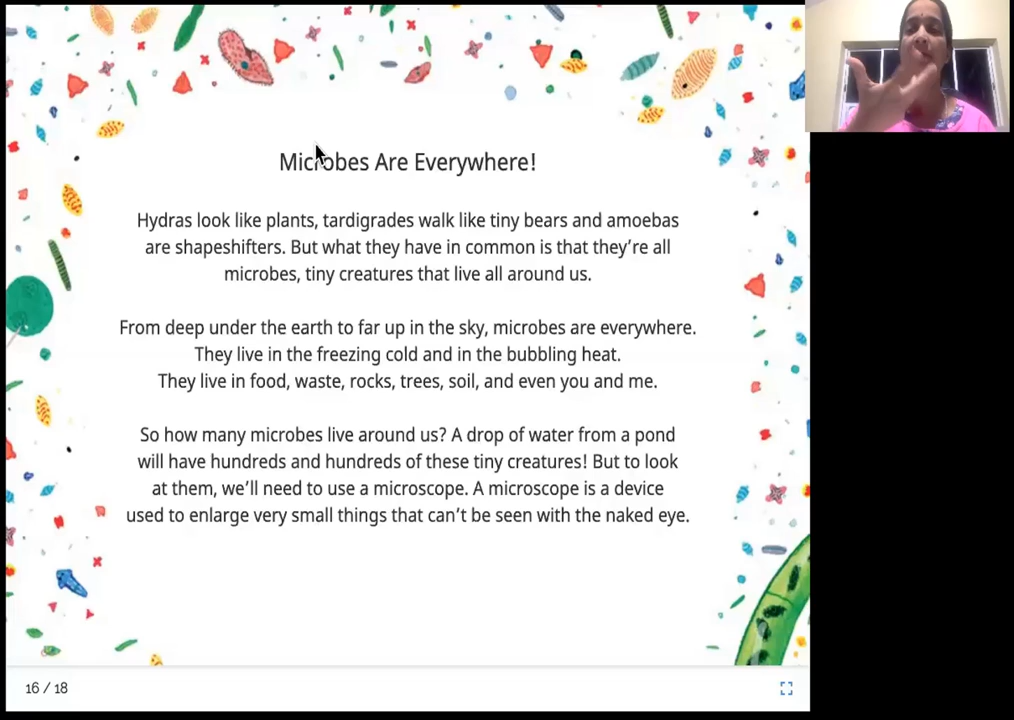 Microbes Are Everywhere!
Hydras look like plants, tardigrades walk like tiny bears and amoebas
are shapeshifters. But what they have in common is that they’re all
microbes, tiny creatures that live all around us.
From deep under the earth to far up in the sky, microbes are everywhere.
They live in the freezing cold and in the bubbling heat.
They live in food, waste, rocks, trees, soil, and even you and me.
So how many microbes live around us? A drop of water from a pond
will have hundreds and hundreds of these tiny creatures! But to look
at them, we’ll need to use a microscope. A microscope is a device
used to enlarge very small things that can’t be seen with the naked eye.
16 / 18